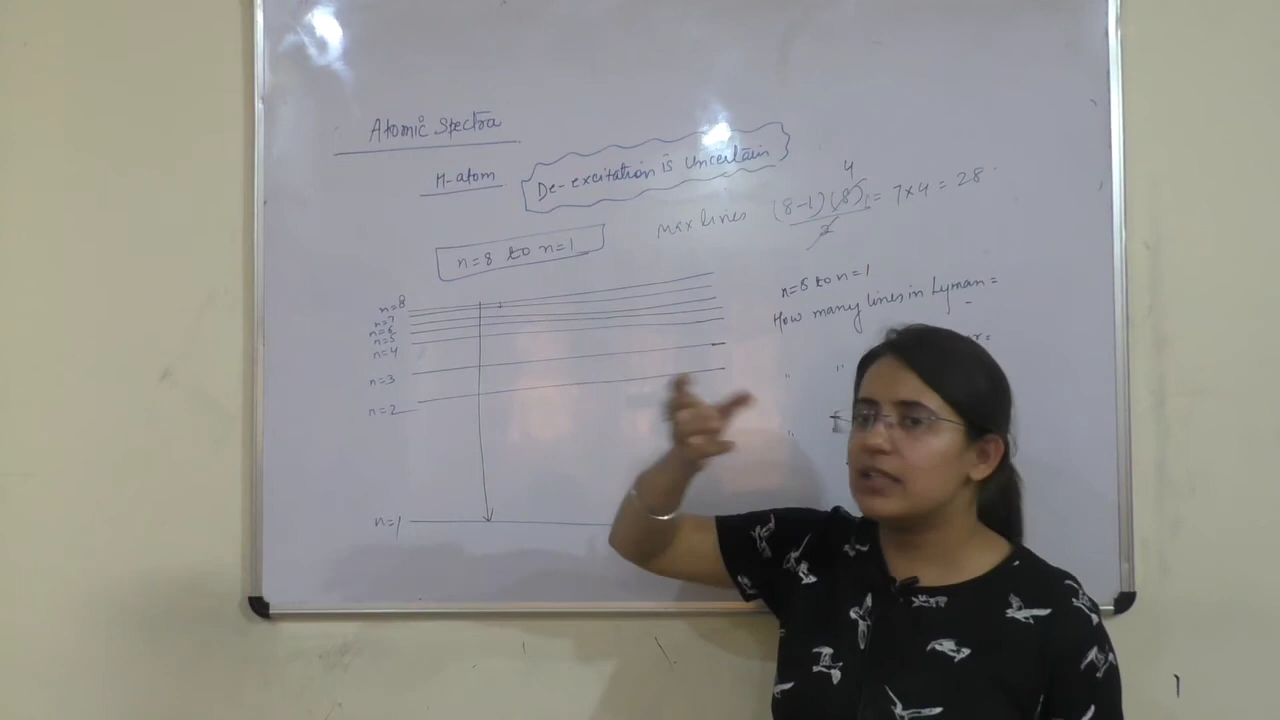 Atomic Spectra
H-atom
De-excitation is Uncertain
max lines (8-1)(8)/2 = 7×4 = 28
4
n=8 to n=1
n=8
n=7
n=6
n=5
n=4
n=3
n=2
n=1
n=8 to n=1
How many lines in Lyman =
" "
"